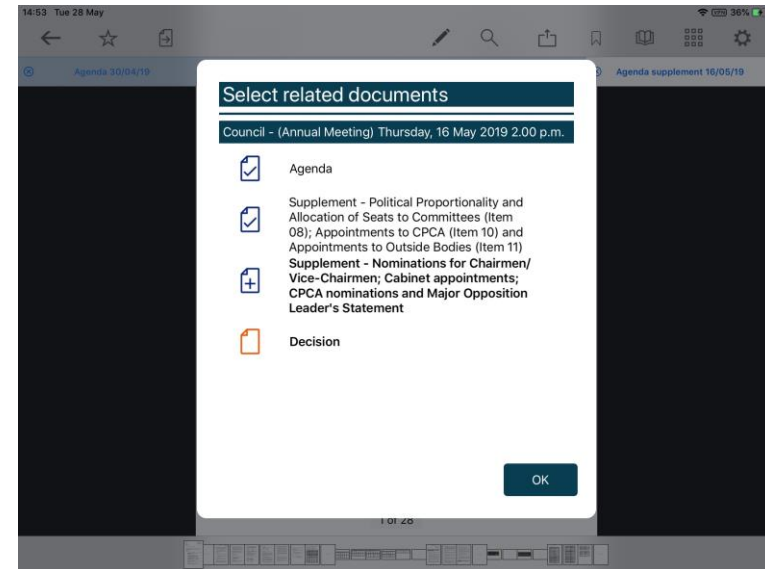 14:53 Tue 28 May
VPN 36%
Agenda 30/04/19
Agenda supplement 16/05/19
Select related documents
Council - (Annual Meeting) Thursday, 16 May 2019 2.00 p.m.
Agenda
Supplement - Political Proportionality and
Allocation of Seats to Committees (Item
08); Appointments to CPCA (Item 10) and
Appointments to Outside Bodies (Item 11)
Supplement - Nominations for Chairmen/
Vice-Chairmen; Cabinet appointments;
CPCA nominations and Major Opposition
Leader's Statement
Decision
OK
1 of 28